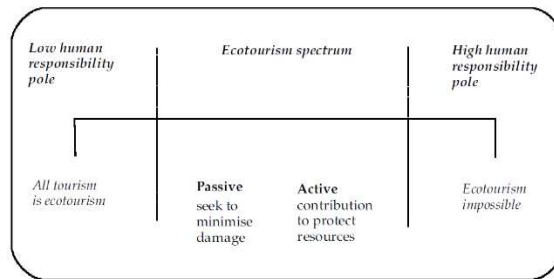 Low human
responsibility
pole
Ecotourism spectrum
High human
responsibility
pole
All tourism
is ecotourism
Passive
seek to
minimise
damage
Active
contribution
to protect
resources
Ecotourism
impossible